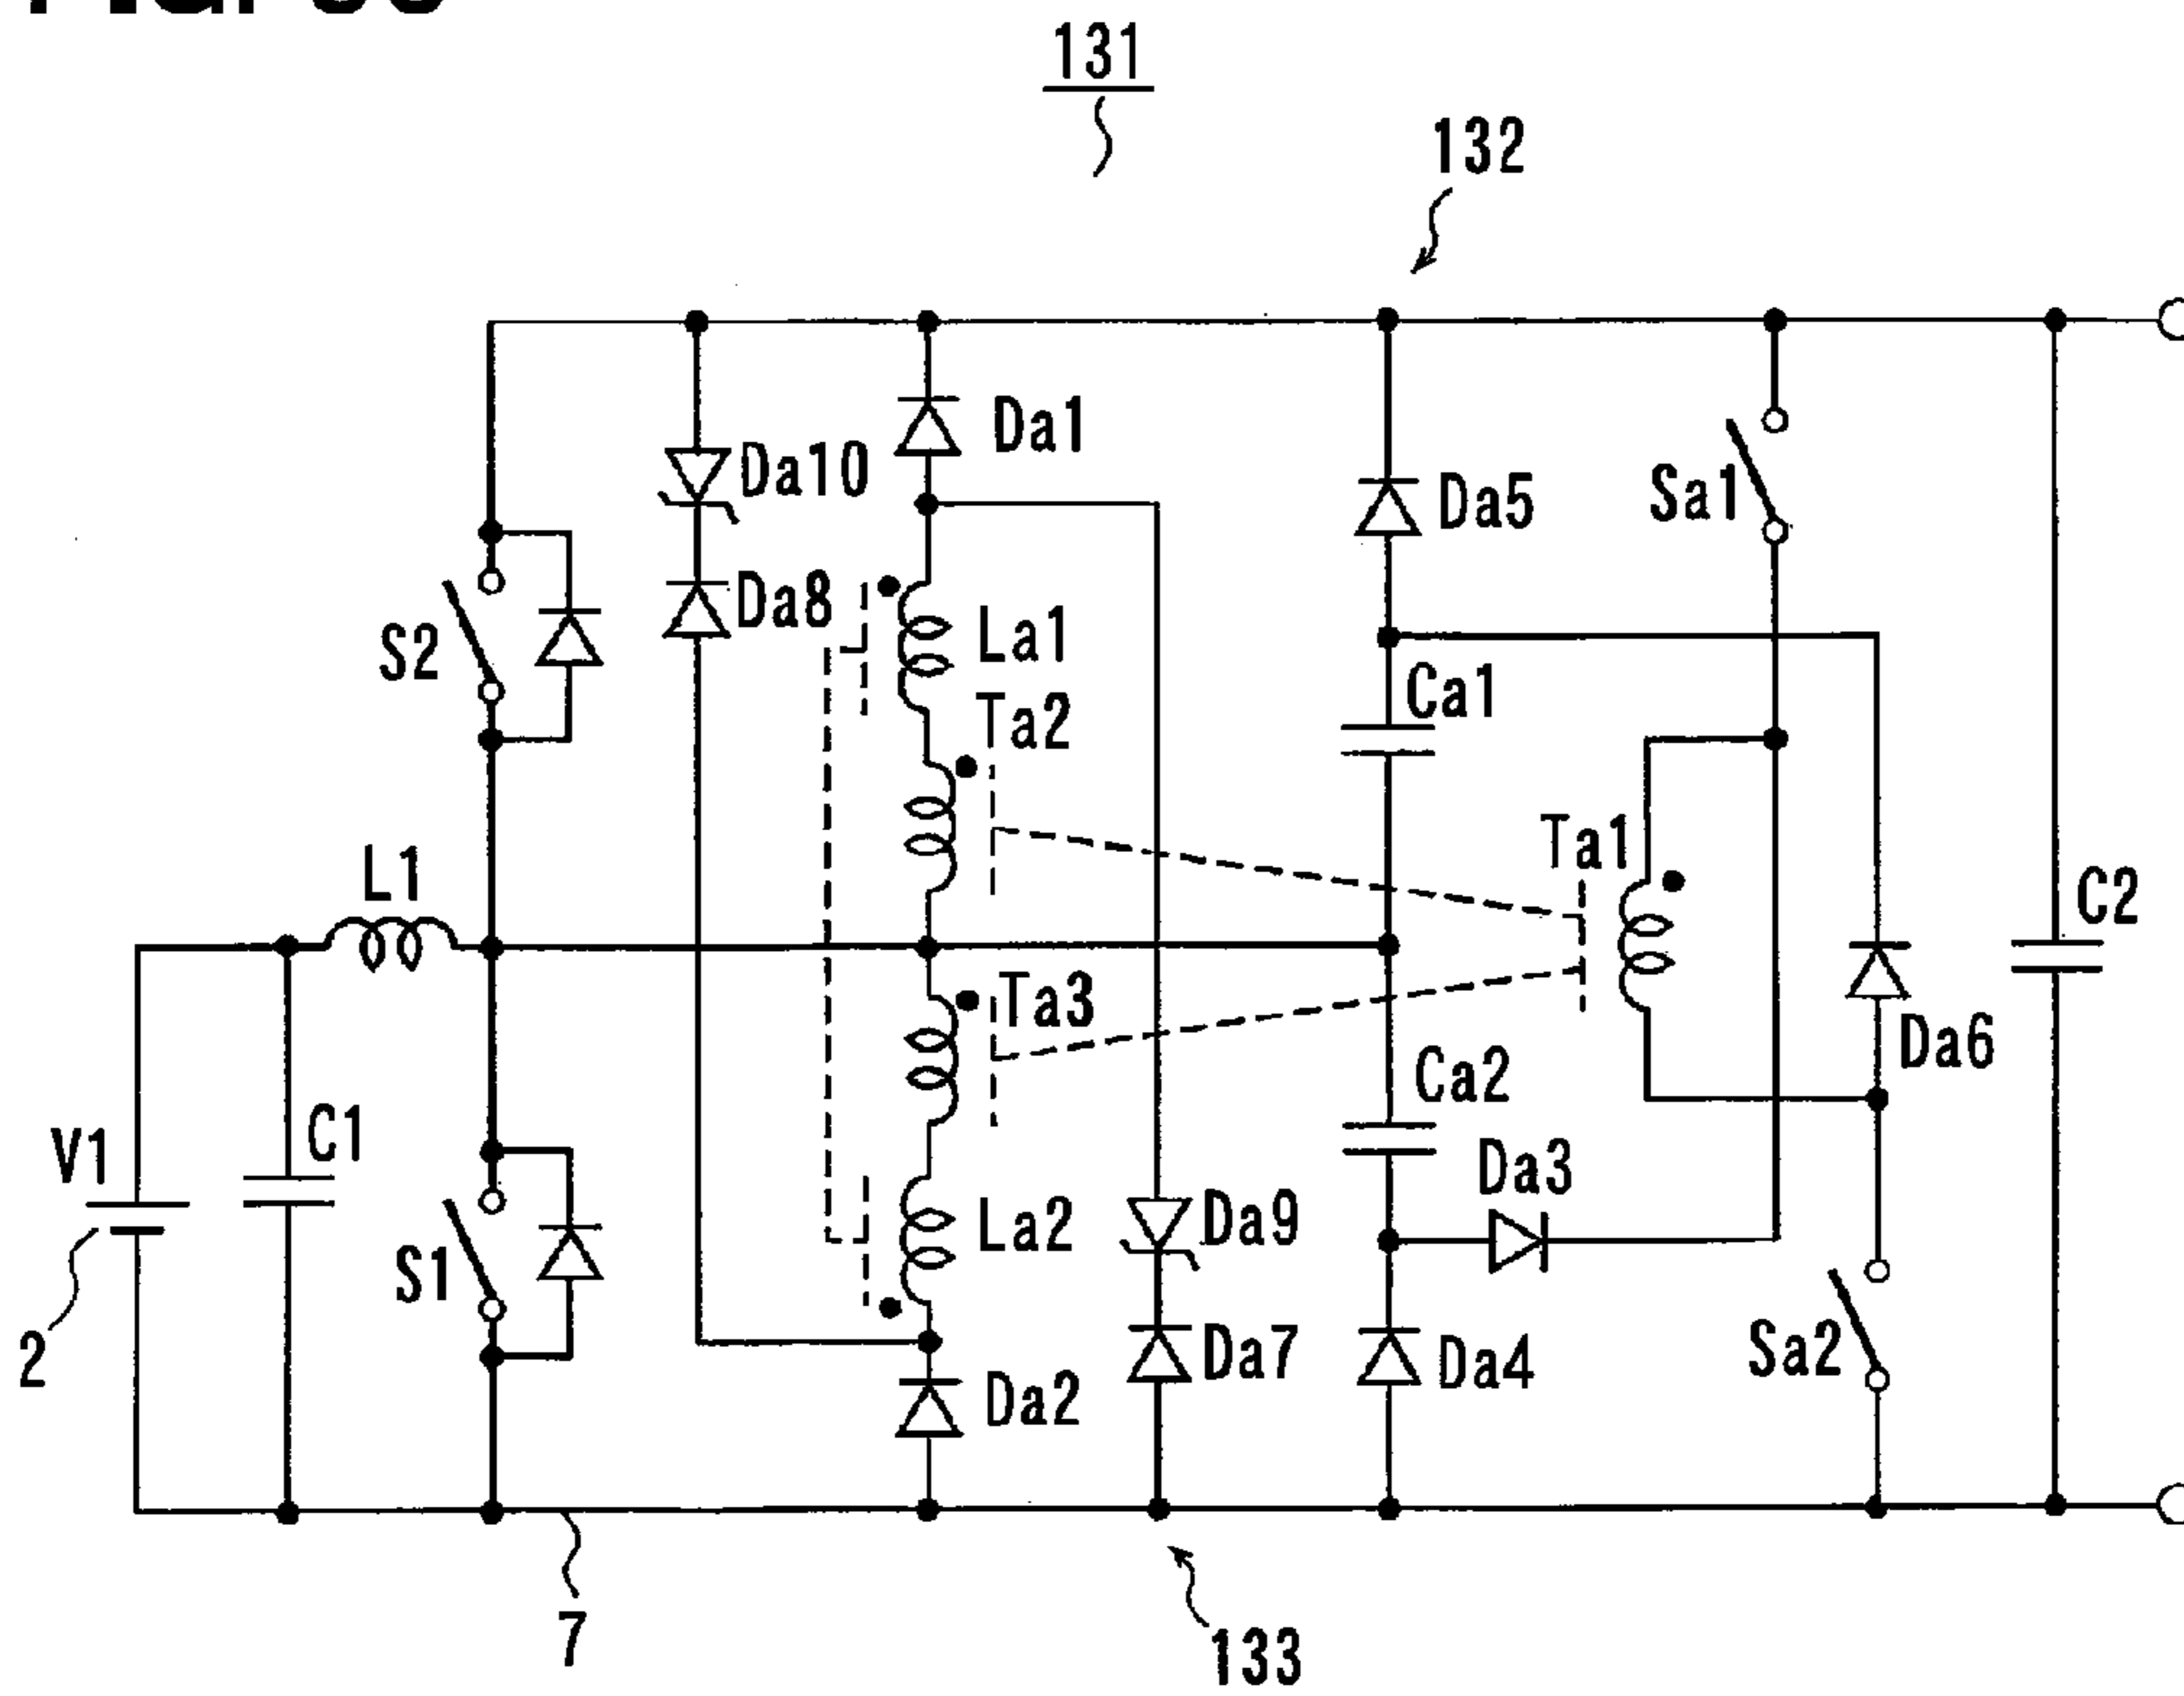 131
132
Da1
Da10
Da5
Sa1
Da8
La1
S2
Ca1
Ta2
Ta1
L1
C2
Ta3
Da6
Ca2
C1
V1
Da3
Da9
La2
S1
2
Da7
Da4
Sa2
Da2
7
133